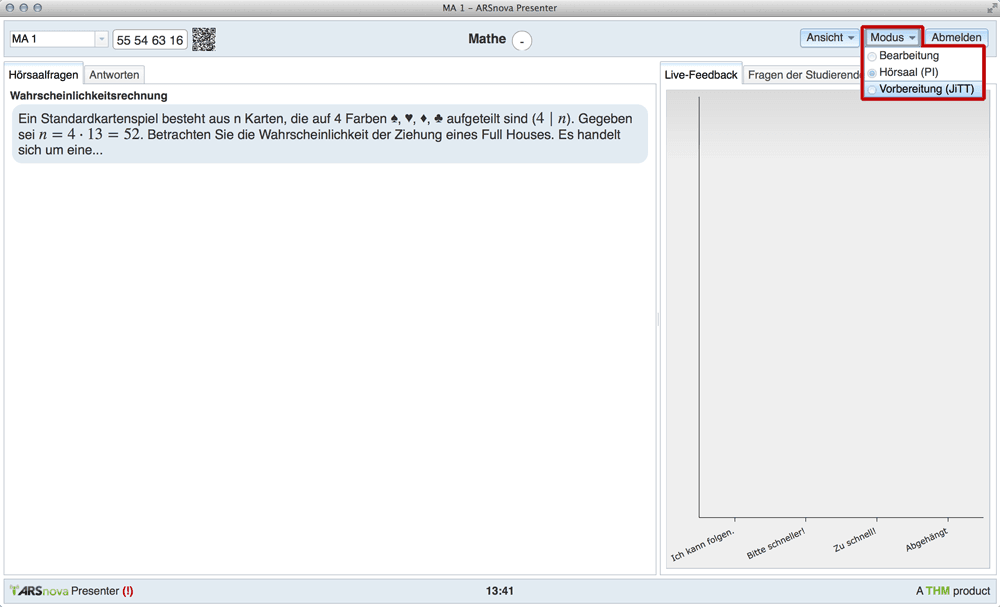 MA 1 - ARSnova Presenter
MA 1
55 54 63 16
Mathe
-
Ansicht
Modus
Abmelden
Bearbeitung
Hörsaal (PI)
Vorbereitung (JiTT)
Hörsaalfragen
Antworten
Wahrscheinlichkeitsrechnung
Ein Standardkartenspiel besteht aus n Karten, die auf 4 Farben ♠, ♥, ♦, ♣ aufgeteilt sind (4 | n). Gegeben
sei n = 4 · 13 = 52. Betrachten Sie die Wahrscheinlichkeit der Ziehung eines Full Houses. Es handelt
sich um eine...
Live-Feedback
Fragen der Studierende
Ich kann folgen.
Bitte schneller!
Zu schnell!
Abgehängt
ARSnova Presenter (!)
13:41
A THM product